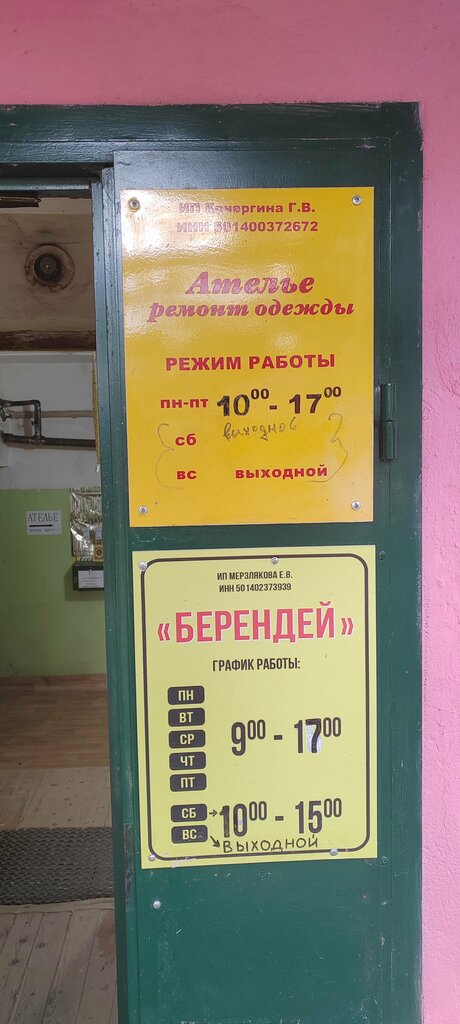 ИП Кочергина Г.В.
ИНН 501400372672
Ателье
ремонт одежды
РЕЖИМ РАБОТЫ
пн-пт 10⁰⁰ - 17⁰⁰
сб выходной
вс выходной
АТЕЛЬЕ
ИП МЕРЗЛЯКОВА Е.В.
ИНН 501402373939
«БЕРЕНДЕЙ»
ГРАФИК РАБОТЫ:
ПН
ВТ
СР 9⁰⁰ - 17⁰⁰
ЧТ
ПТ
СБ → 10⁰⁰ - 15⁰⁰
ВС → ВЫХОДНОЙ